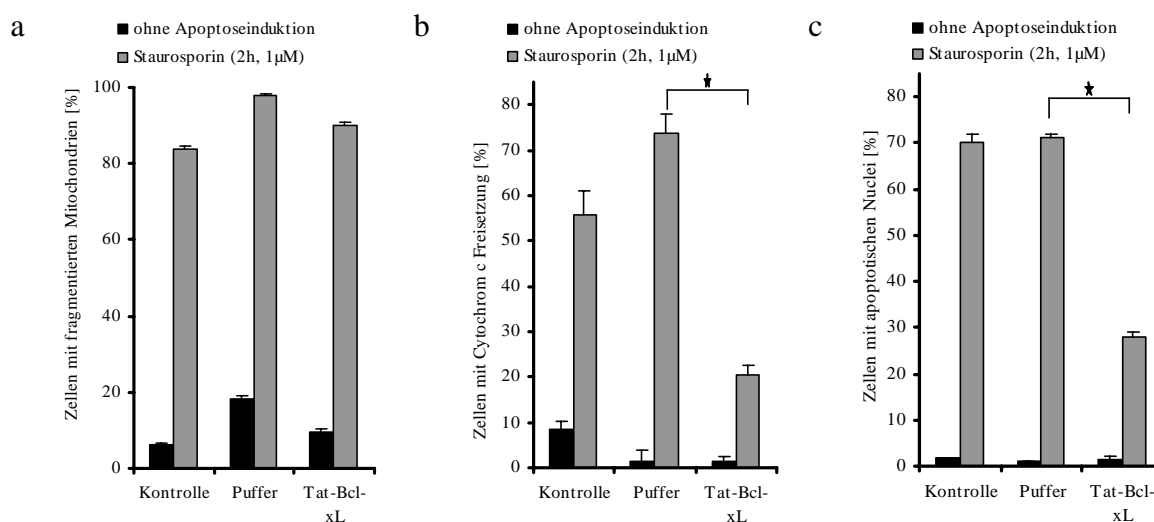 a
ohne Apoptoseinduktion
Staurosporin (2h, 1µM)
Zellen mit fragmentierten Mitochondrien [%]
100
80
60
40
20
0
Kontrolle
Puffer
Tat-Bcl-
xL
b
ohne Apoptoseinduktion
Staurosporin (2h, 1µM)
Zellen mit Cytochrom c Freisetzung [%]
80
70
60
50
40
30
20
10
0
Kontrolle
Puffer
Tat-Bcl-
xL
c
ohne Apoptoseinduktion
Staurosporin (2h, 1µM)
Zellen mit apoptotischen Nuclei [%]
80
70
60
50
40
30
20
10
0
Kontrolle
Puffer
Tat-Bcl-
xL